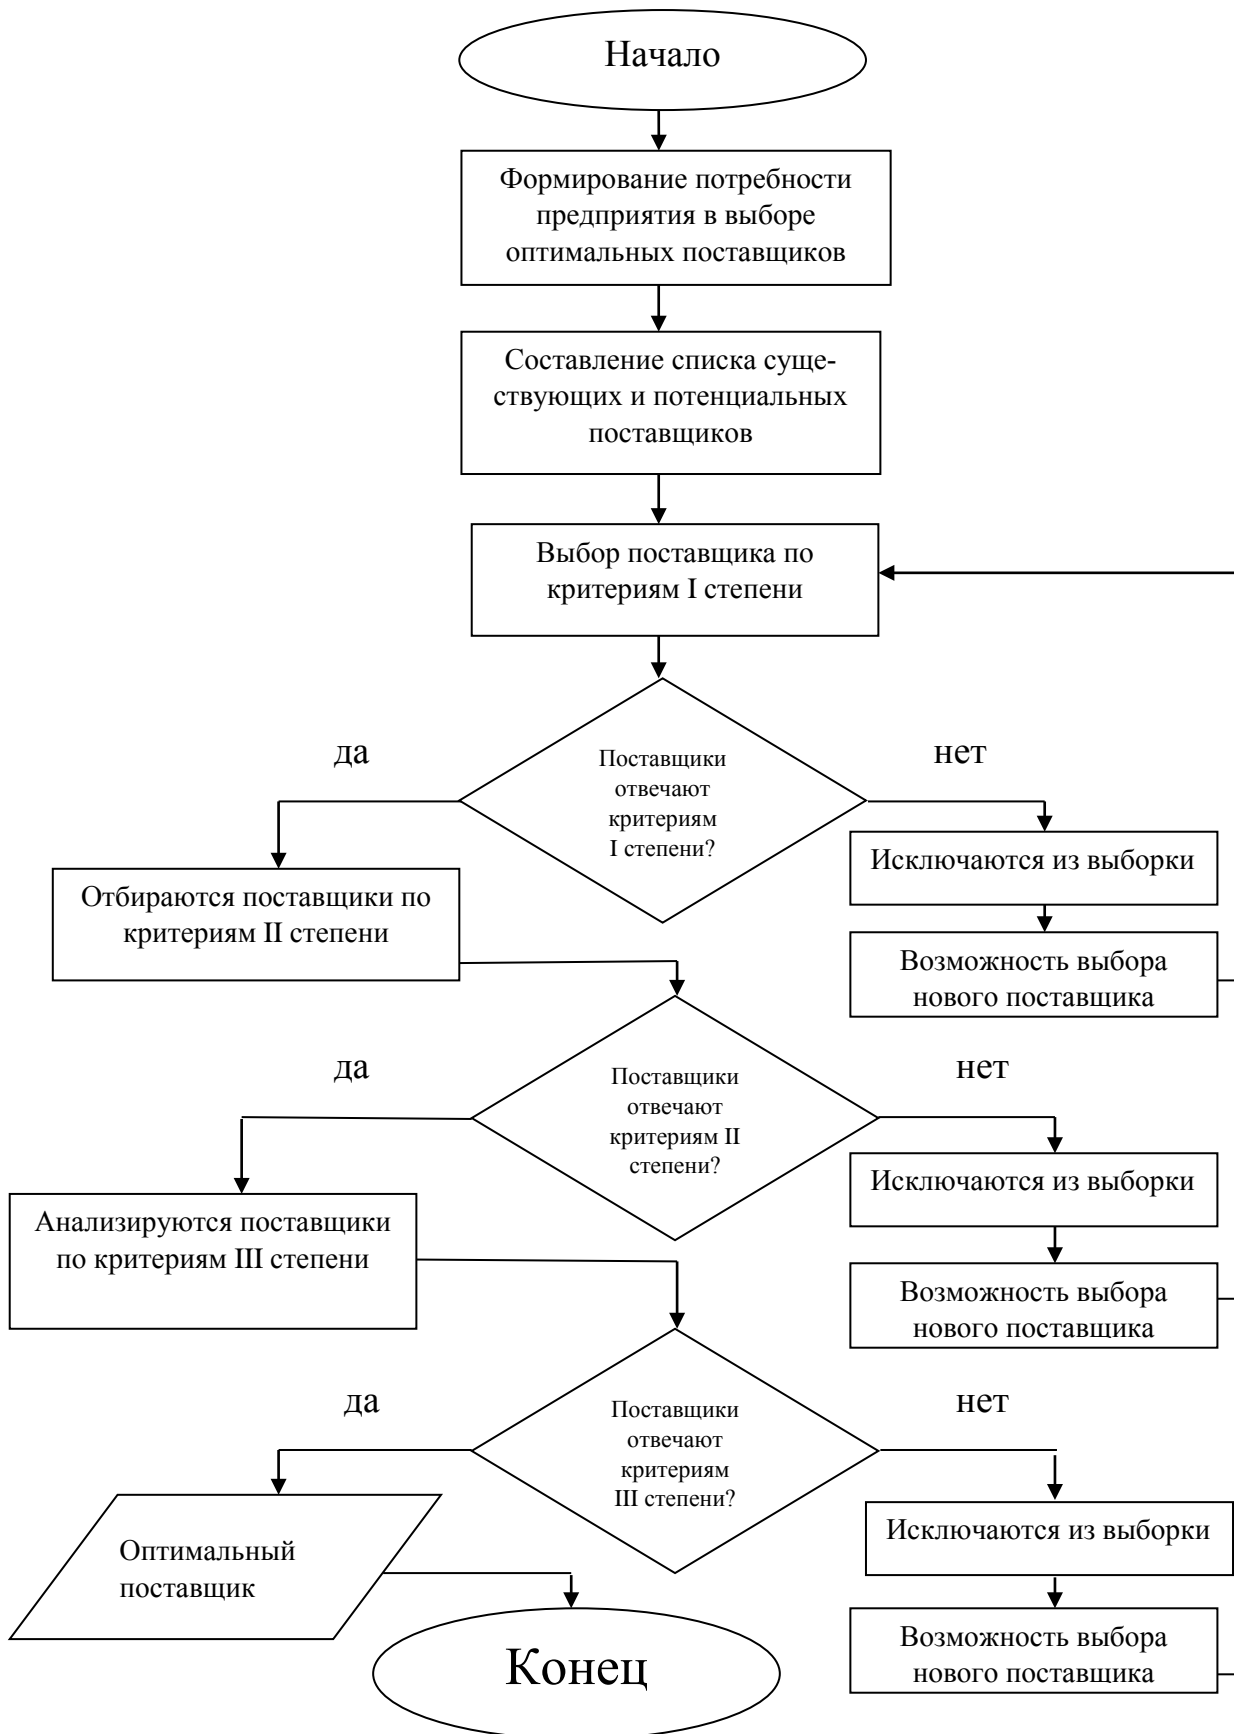 Начало
Формирование потребности
предприятия в выборе
оптимальных поставщиков
Составление списка суще-
ствующих и потенциальных
поставщиков
Выбор поставщика по
критериям I степени
да
Поставщики
отвечают
критериям
I степени?
нет
Отбираются поставщики по
критериям II степени
Исключаются из выборки
Возможность выбора
нового поставщика
да
Поставщики
отвечают
критериям II
степени?
нет
Анализируются поставщики
по критериям III степени
Исключаются из выборки
Возможность выбора
нового поставщика
да
Поставщики
отвечают
критериям
III степени?
нет
Оптимальный
поставщик
Исключаются из выборки
Возможность выбора
нового поставщика
Конец